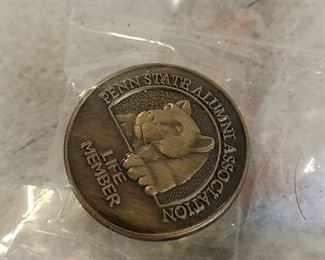 PENN STATE ALUMNI ASSOCIATION
LIFE
MEMBER